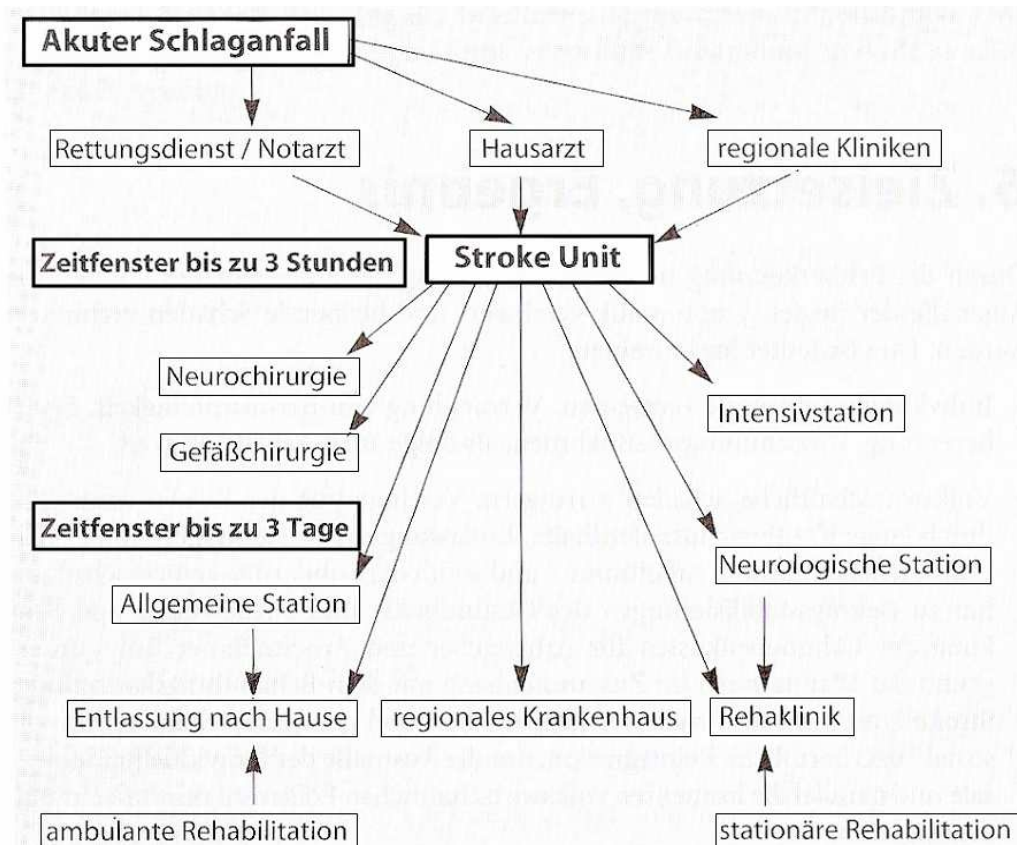 Akuter Schlaganfall
Rettungsdienst / Notarzt
Hausarzt
regionale Kliniken
Zeitfenster bis zu 3 Stunden
Stroke Unit
Neurochirurgie
Intensivstation
Gefäßchirurgie
Zeitfenster bis zu 3 Tage
Neurologische Station
Allgemeine Station
Entlassung nach Hause
regionales Krankenhaus
Rehaklinik
ambulante Rehabilitation
stationäre Rehabilitation